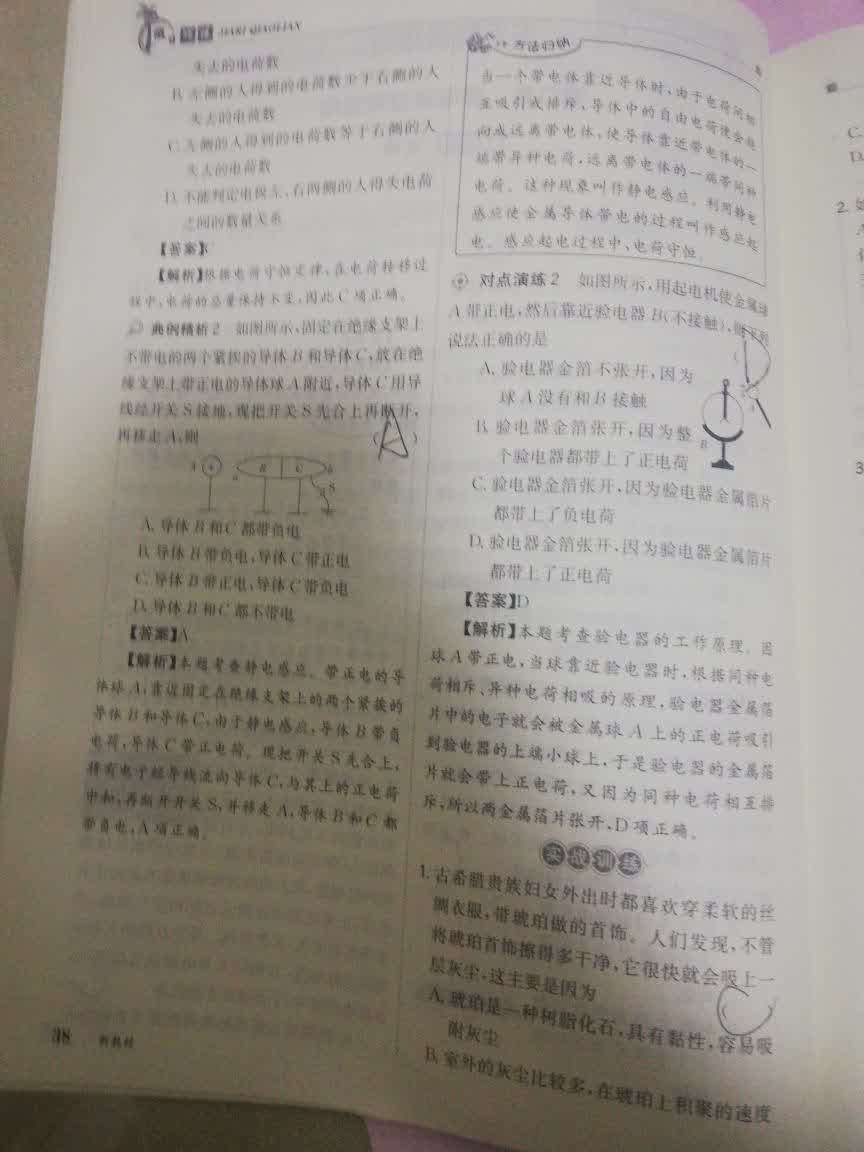 失去的电荷数
B. 左侧的人得到的电荷数少于右侧的人
失去的电荷数
C. 左侧的人得到的电荷数等于右侧的人
失去的电荷数
D. 不能判定电极左、右两侧的人得失电荷
之间的数量关系
【答案】C
【解析】根据电荷守恒定律,在电荷转移过
程中,电荷的总量保持不变,因此C项正确。
典例精析2 如图所示,固定在绝缘支架上
不带电的两个紧挨的导体B和导体C,放在绝
缘支架上带正电的导体球A附近,导体C用导
线经开关S接地,现把开关S先合上再断开,
再移走A,则 (A)
A
a B C b
S
A. 导体B和C都带负电
B. 导体B带负电,导体C带正电
C. 导体B带正电,导体C带负电
D. 导体B和C都不带电
【答案】A
【解析】本题考查静电感应。带正电的导
体球A,靠近固定在绝缘支架上的两个紧挨的
导体B和导体C,由于静电感应,导体B带负
电荷,导体C带正电荷。现把开关S先合上,
将有电子经导线流向导体C,与其上的正电荷
中和,再断开开关S,并移走A,导体B和C都
带负电,A项正确。
38 新教材
方法归纳
当一个带电体靠近导体时,由于电荷间相
互吸引或排斥,导体中的自由电荷便会趋
向或远离带电体,使导体靠近带电体的一
端带异种电荷,远离带电体的一端带同种
电荷。这种现象叫作静电感应。利用静电
感应使金属导体带电的过程叫作感应起
电。感应起电过程中,电荷守恒。
对点演练2 如图所示,用起电机使金属球
A带正电,然后靠近验电器B(不接触),则下列
说法正确的是 (
A. 验电器金箔不张开,因为
球A没有和B接触
B. 验电器金箔张开,因为整
个验电器都带上了正电荷
B
C. 验电器金箔张开,因为验电器金属箔片
都带上了负电荷
D. 验电器金箔张开,因为验电器金属箔片
都带上了正电荷
【答案】D
【解析】本题考查验电器的工作原理。因
球A带正电,当球靠近验电器时,根据同种电
荷相斥、异种电荷相吸的原理,验电器金属箔
片中的电子就会被金属球A上的正电荷吸引
到验电器的上端小球上,于是验电器的金属箔
片就会带上正电荷,又因为同种电荷相互排
斥,所以两金属箔片张开,D项正确。
实战训练
1. 古希腊贵族妇女外出时都喜欢穿柔软的丝
绸衣服,带琥珀做的首饰。人们发现,不管
将琥珀首饰擦得多干净,它很快就会吸上一
层灰尘,这主要是因为 C
A. 琥珀是一种树脂化石,具有黏性,容易吸
附灰尘
B. 室外的灰尘比较多,在琥珀上积聚的速度
C.
D.
2. 如
3